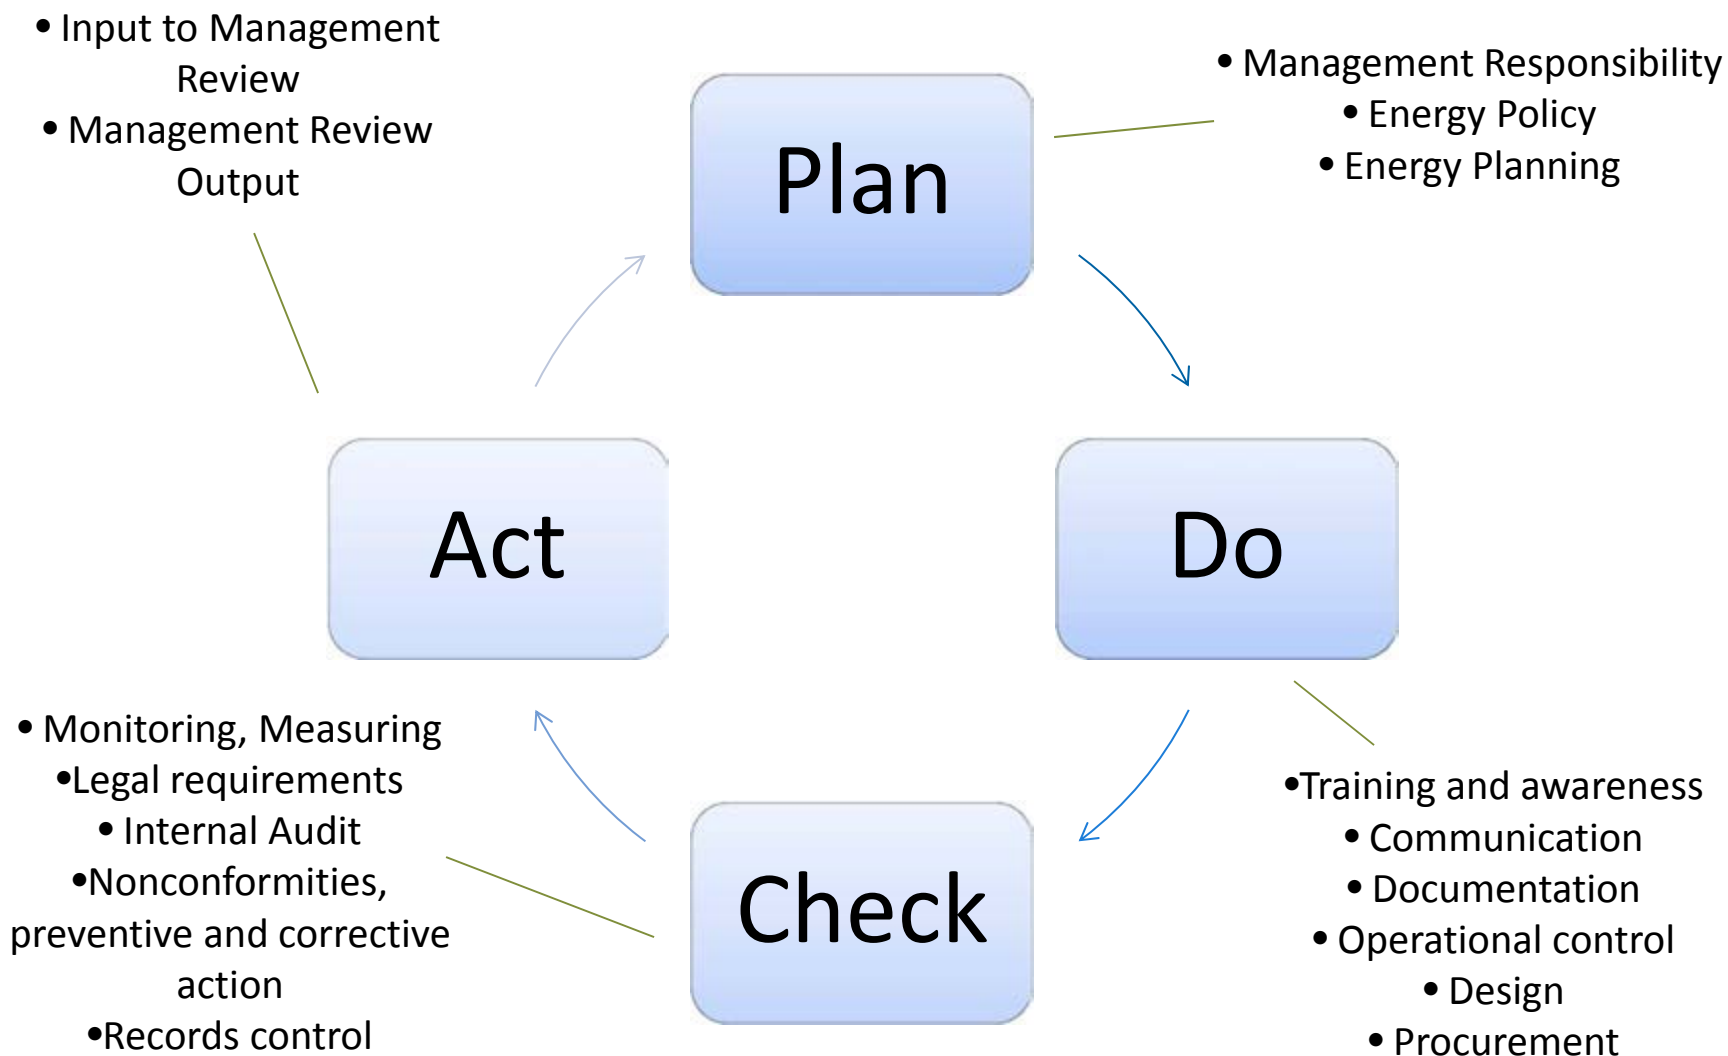 • Input to Management
Review
• Management Review
Output
Plan
• Management Responsibility
• Energy Policy
• Energy Planning
Act
Do
• Monitoring, Measuring
•Legal requirements
• Internal Audit
•Nonconformities,
preventive and corrective
action
•Records control
Check
•Training and awareness
• Communication
• Documentation
• Operational control
• Design
• Procurement